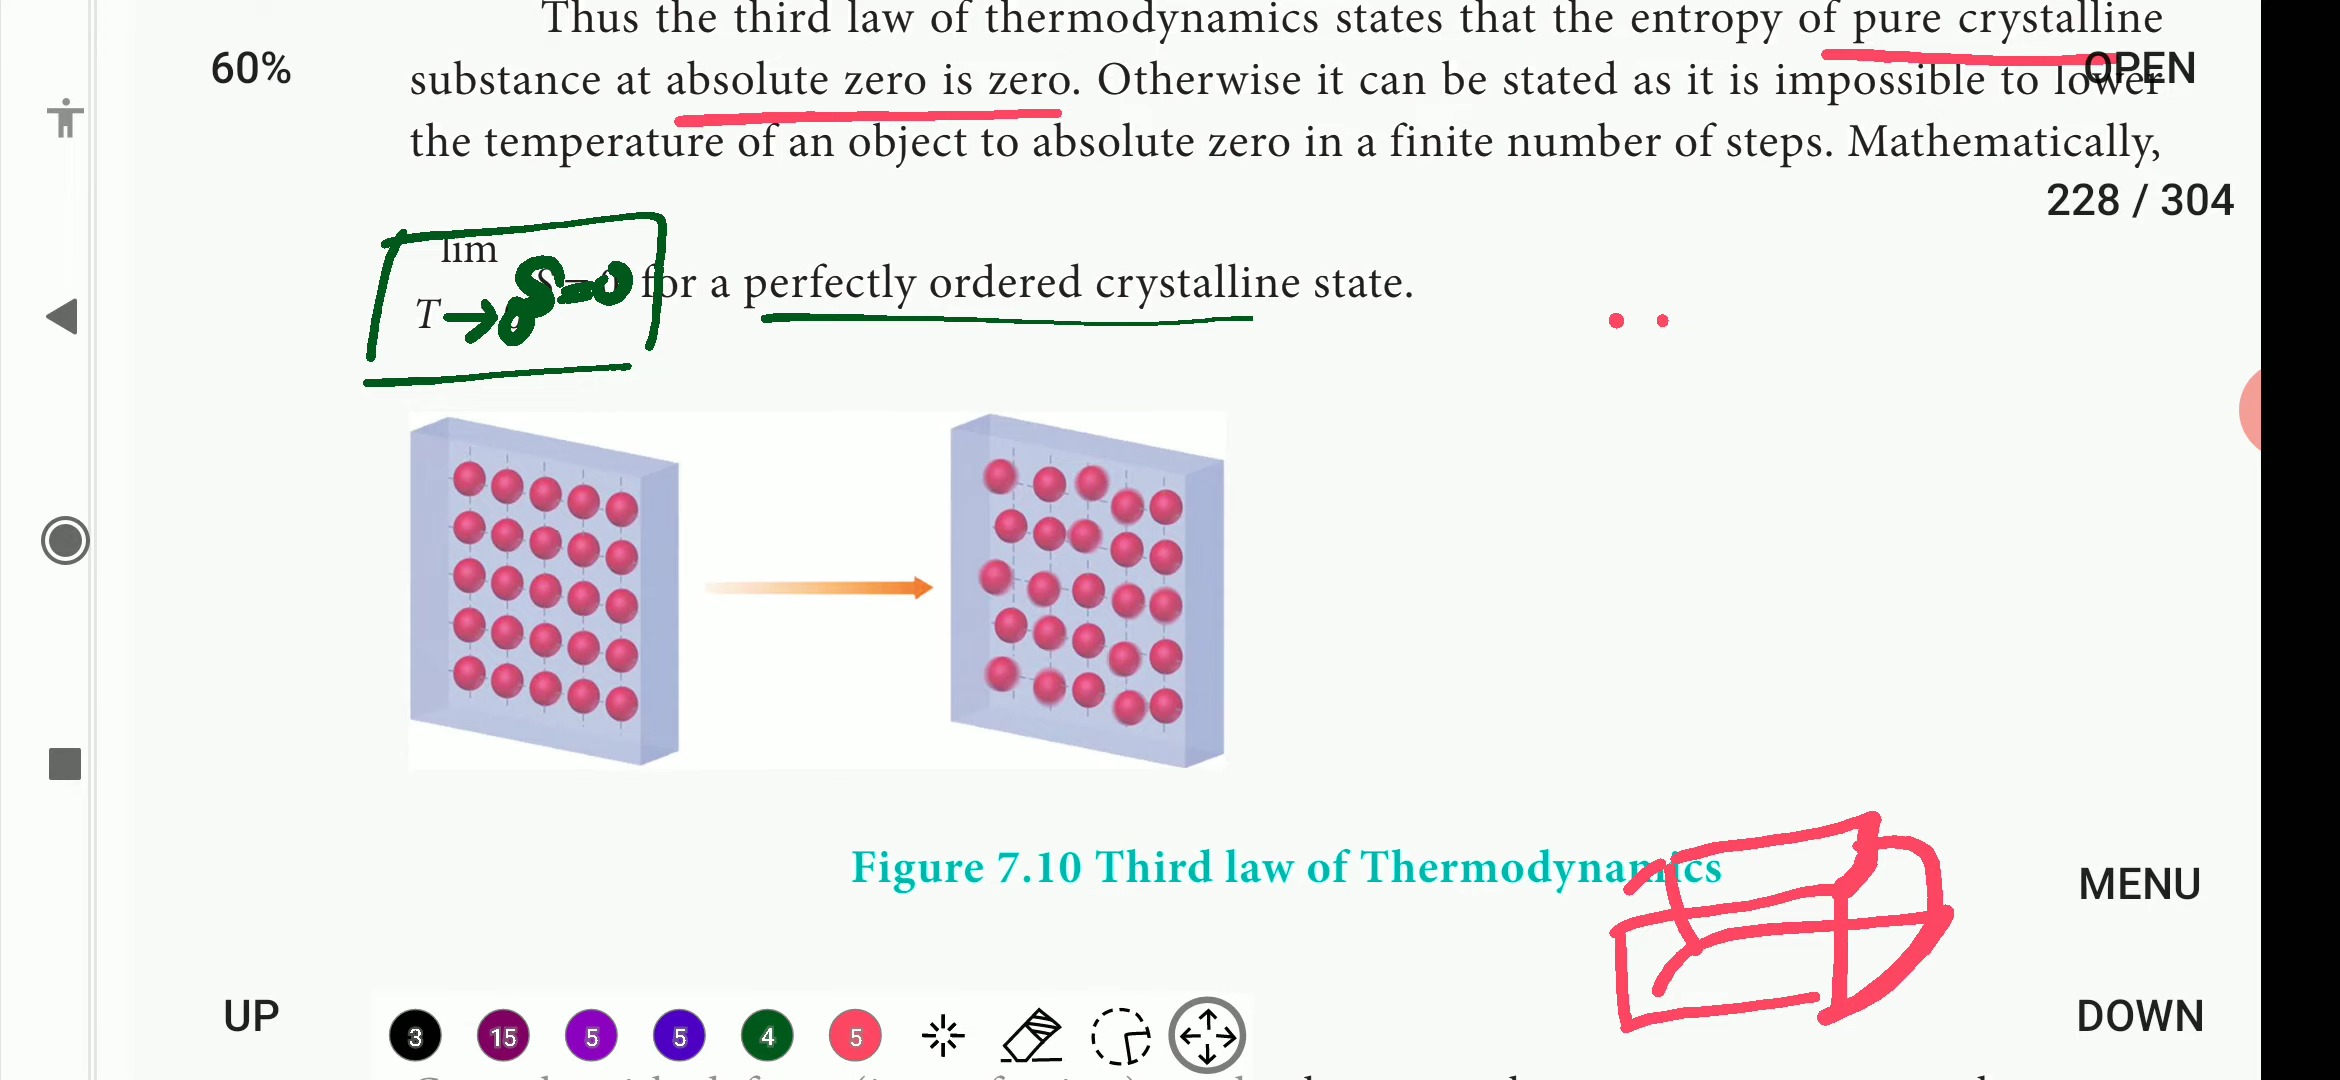 Thus the third law of thermodynamics states that the entropy of pure crystalline
60%
OPEN
substance at absolute zero is zero. Otherwise it can be stated as it is impossible to lower
the temperature of an object to absolute zero in a finite number of steps. Mathematically,
228 / 304
lim
S=0 for a perfectly ordered crystalline state.
T→0
Figure 7.10 Third law of Thermodynamics
MENU
UP
DOWN
3 15 5 5 4 5